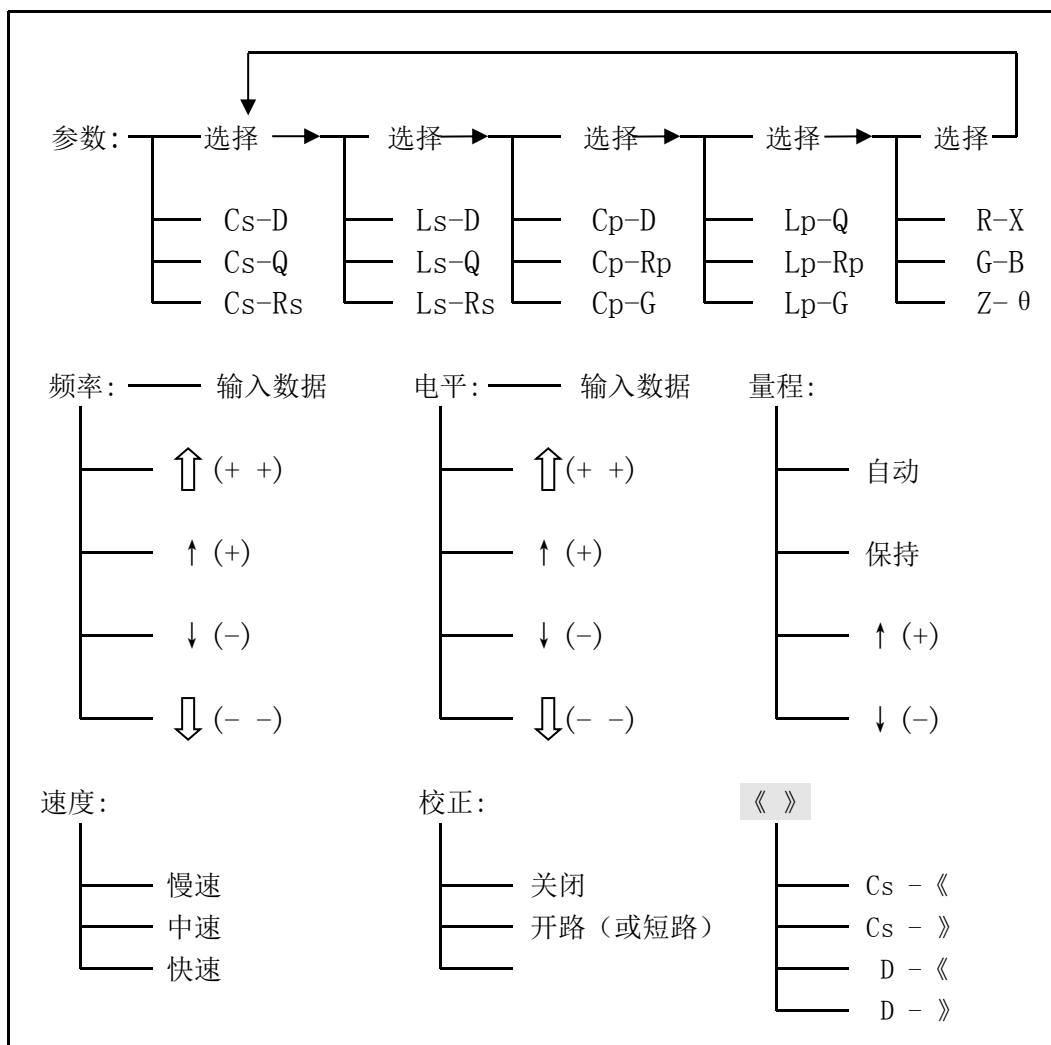 参数: 选择 选择 选择 选择 选择
Cs-D Ls-D Cp-D Lp-Q R-X
Cs-Q Ls-Q Cp-Rp Lp-Rp G-B
Cs-Rs Ls-Rs Cp-G Lp-G Z-θ
频率: 输入数据 电平: 输入数据 量程:
⇧(+ +) ⇧(+ +) 自动
↑(+) ↑(+) 保持
↓(-) ↓(-) ↑(+)
⇩(- -) ⇩(- -) ↓(-)
速度: 校正: 《 》
慢速 关闭 Cs -《
中速 开路（或短路） Cs - 》
快速 D -《
D - 》